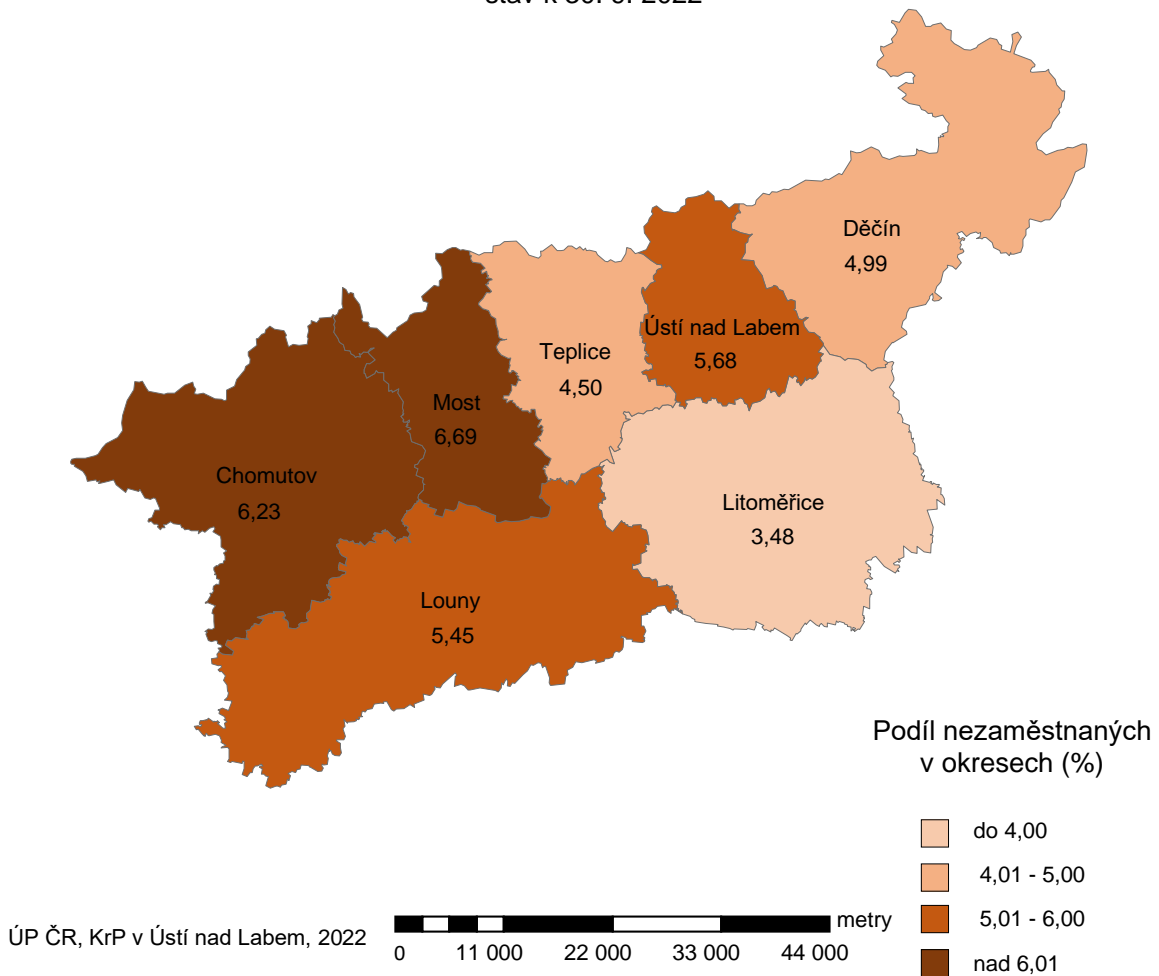 Děčín
4,99
Ústí nad Labem
5,68
Teplice
4,50
Most
6,69
Chomutov
6,23
Litoměřice
3,48
Louny
5,45
Podíl nezaměstnaných
v okresech (%)
do 4,00
4,01 - 5,00
5,01 - 6,00
nad 6,01
ÚP ČR, KrP v Ústí nad Labem, 2022
metry
0 11 000 22 000 33 000 44 000